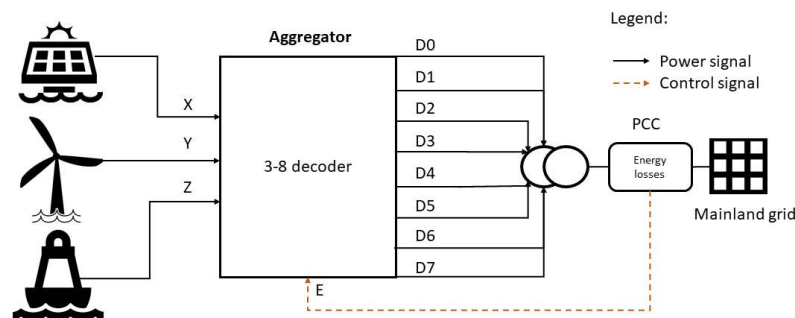 Legend:
Power signal
Control signal
Aggregator
X
Y
Z
3-8 decoder
E
D0
D1
D2
D3
D4
D5
D6
D7
PCC
Energy
losses
Mainland grid